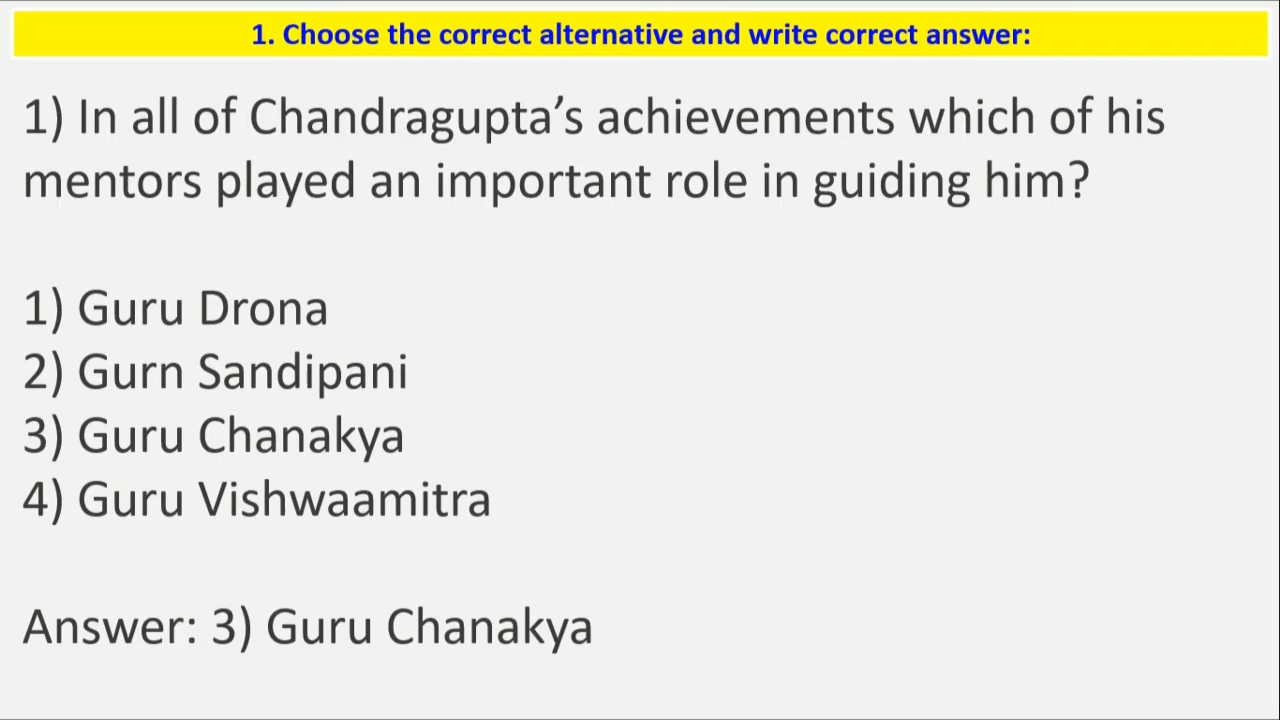 1. Choose the correct alternative and write correct answer:
1) In all of Chandragupta’s achievements which of his
mentors played an important role in guiding him?
1) Guru Drona
2) Gurn Sandipani
3) Guru Chanakya
4) Guru Vishwaamitra
Answer: 3) Guru Chanakya